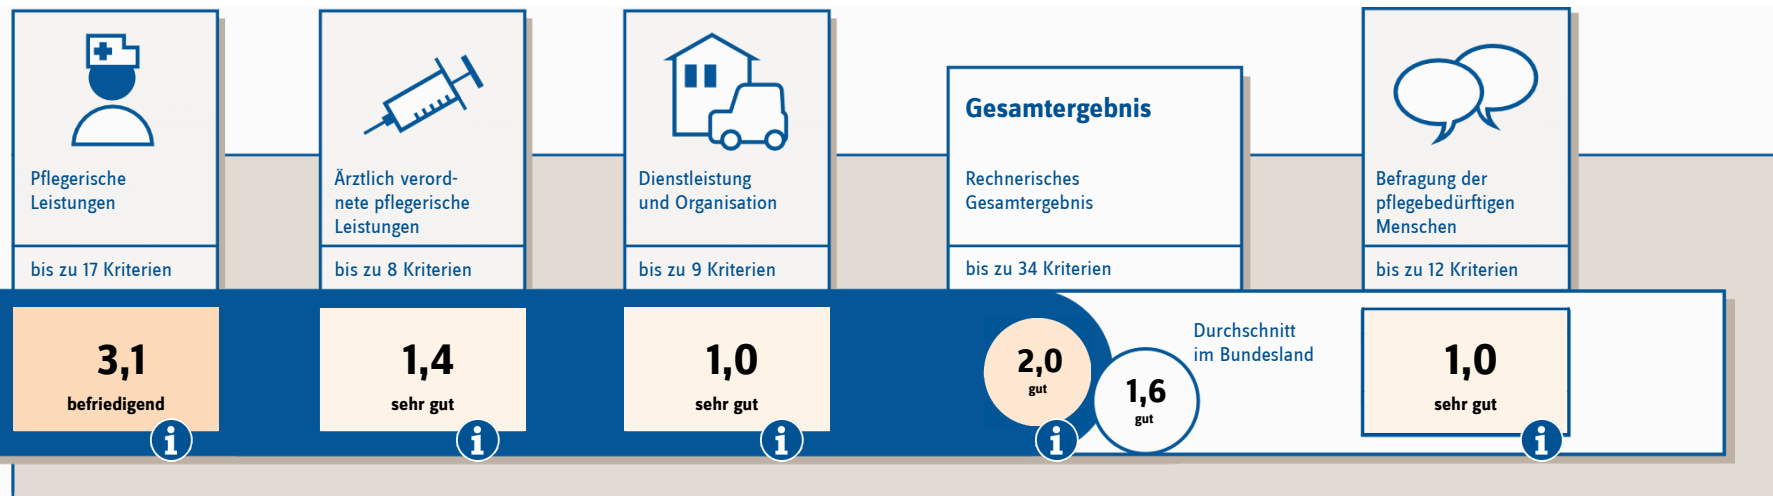 Pflegerische
Leistungen
bis zu 17 Kriterien
3,1
befriedigend
i
Ärztlich verord-
nete pflegerische
Leistungen
bis zu 8 Kriterien
1,4
sehr gut
i
Dienstleistung
und Organisation
bis zu 9 Kriterien
1,0
sehr gut
i
Gesamtergebnis
Rechnerisches
Gesamtergebnis
bis zu 34 Kriterien
2,0
gut
i
1,6
gut
Durchschnitt
im Bundesland
Befragung der
pflegebedürftigen
Menschen
bis zu 12 Kriterien
1,0
sehr gut
i